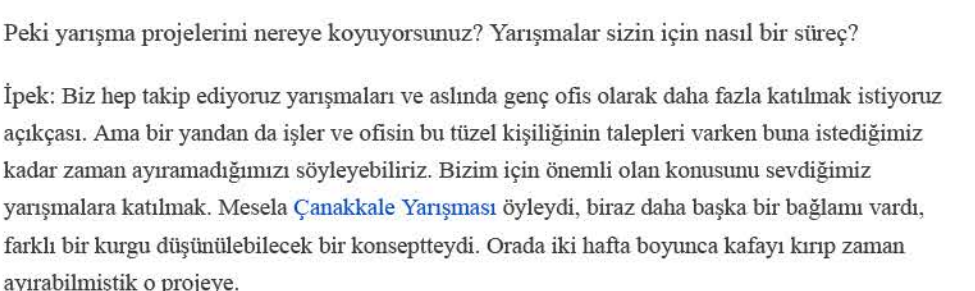 Peki yarışma projelerini nereye koyuyorsunuz? Yarışmalar sizin için nasıl bir süreç?
İpek: Biz hep takip ediyoruz yarışmaları ve aslında genç ofis olarak daha fazla katılmak istiyoruz
açıkçası. Ama bir yandan da işler ve ofisin bu tüzel kişiliğinin talepleri varken buna istediğimiz
kadar zaman ayıramadığımızı söyleyebiliriz. Bizim için önemli olan konusunu sevdiğimiz
yarışmalara katılmak. Mesela Çanakkale Yarışması öyleydi, biraz daha başka bir bağlamı vardı,
farklı bir kurgu düşünülebilecek bir konseptteydi. Orada iki hafta boyunca kafayı kırıp zaman
ayırabilmiştik o projeye.